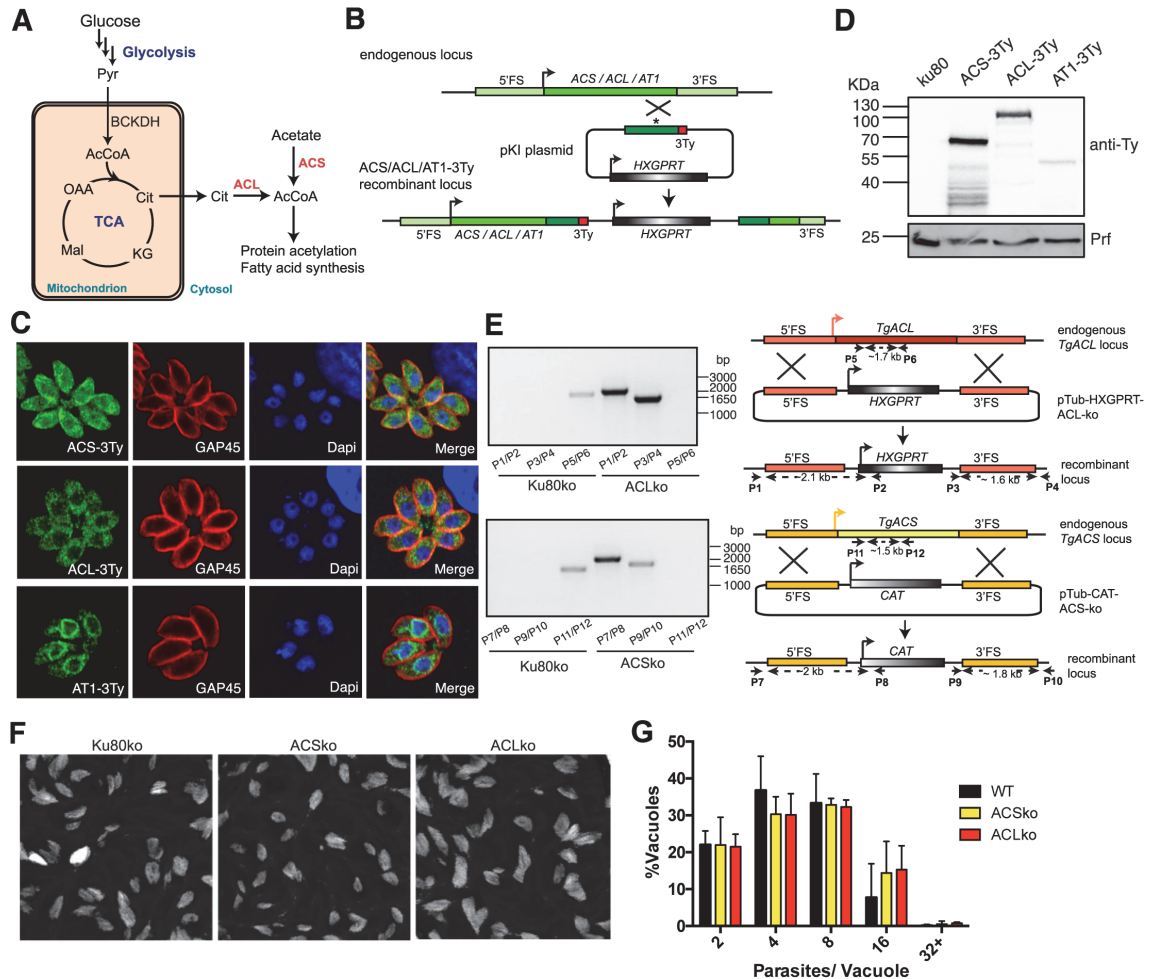 A
Glucose
Glycolysis
Pyr
BCKDH
AcCoA
OAA
Cit
TCA
Mal
KG
Mitochondrion
Cytosol
Cit
ACL
Acetate
ACS
AcCoA
Protein acetylation
Fatty acid synthesis
B
endogenous locus
5'FS
ACS / ACL / AT1
3'FS
*
3Ty
pKI plasmid
HXGPRT
ACS/ACL/AT1-3Ty
recombinant locus
5'FS
ACS / ACL / AT1
3Ty
HXGPRT
3'FS
D
ku80
ACS-3Ty
ACL-3Ty
AT1-3Ty
KDa
130
100
70
55
40
25
anti-Ty
Prf
C
ACS-3Ty
GAP45
Dapi
Merge
ACL-3Ty
GAP45
Dapi
Merge
AT1-3Ty
GAP45
Dapi
Merge
E
bp
3000
2000
1650
1000
P1/P2
P3/P4
P5/P6
P1/P2
P3/P4
P5/P6
Ku80ko
ACLko
bp
3000
2000
1650
1000
P7/P8
P9/P10
P11/P12
P7/P8
P9/P10
P11/P12
Ku80ko
ACSko
5'FS
TgACL
3'FS
endogenous
TgACL locus
P5
~1.7 kb
P6
5'FS
HXGPRT
3'FS
pTub-HXGPRT-
ACL-ko
5'FS
HXGPRT
3'FS
recombinant
locus
P1
~2.1 kb
P2
P3
~ 1.6 kb
P4
5'FS
TgACS
3'FS
endogenous
TgACS locus
P11
~1.5 kb
P12
5'FS
CAT
3'FS
pTub-CAT-
ACS-ko
5'FS
CAT
3'FS
recombinant
locus
P7
~2 kb
P8
P9
~ 1.8 kb
P10
F
Ku80ko
ACSko
ACLko
G
%Vacuoles
50
40
30
20
10
0
2
4
8
16
32+
Parasites/ Vacuole
WT
ACSko
ACLko